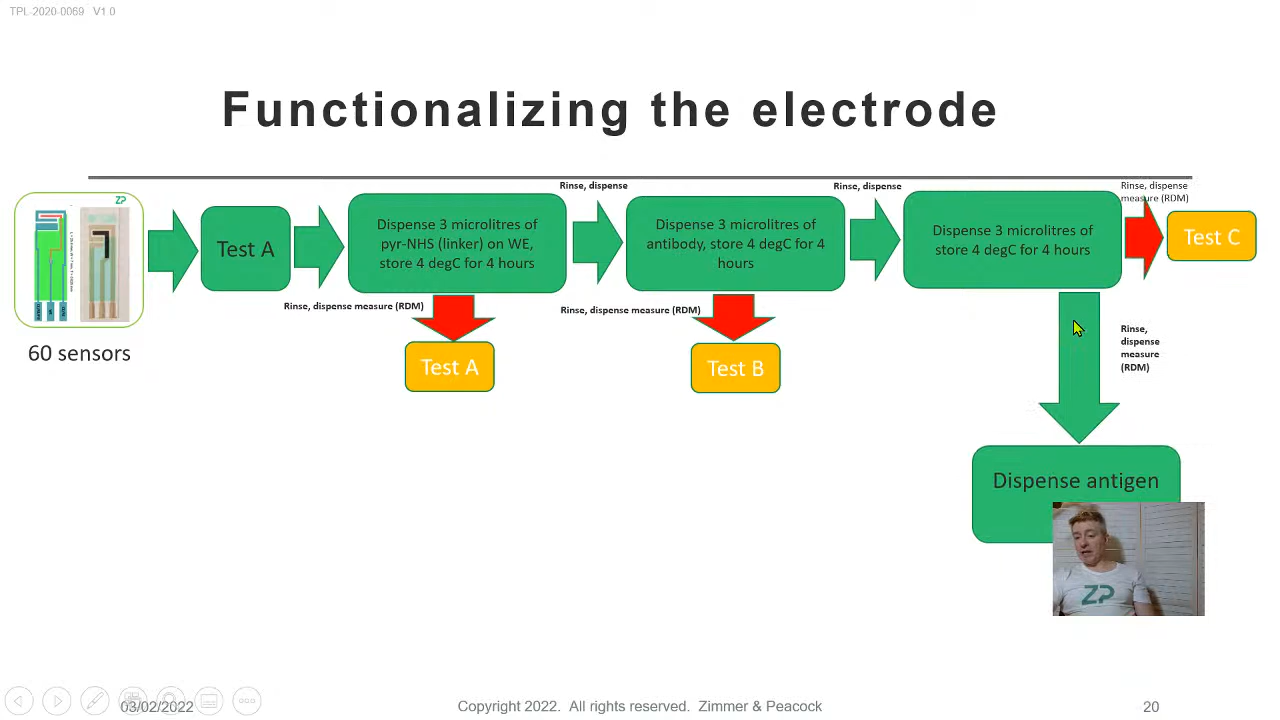 TPL-2020-0069 V1 0
Functionalizing the electrode
ZP
60 sensors
Test A
Dispense 3 microlitres of
pyr-NHS (linker) on WE,
store 4 degC for 4 hours
Rinse, dispense measure (RDM)
Test A
Rinse, dispense
Dispense 3 microlitres of
antibody, store 4 degC for 4
hours
Rinse, dispense measure (RDM)
Test B
Rinse, dispense
Dispense 3 microlitres of
store 4 degC for 4 hours
Rinse, dispense
measure (RDM)
Test C
Rinse,
dispense
measure
(RDM)
Dispense antigen
ZP
03/02/2022
Copyright 2022. All rights reserved. Zimmer & Peacock
20